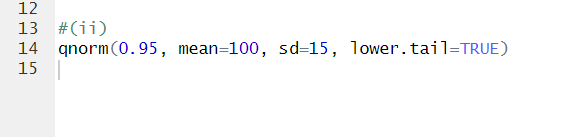 12
13 #(ii)
14 qnorm(0.95, mean=100, sd=15, lower.tail=TRUE)
15